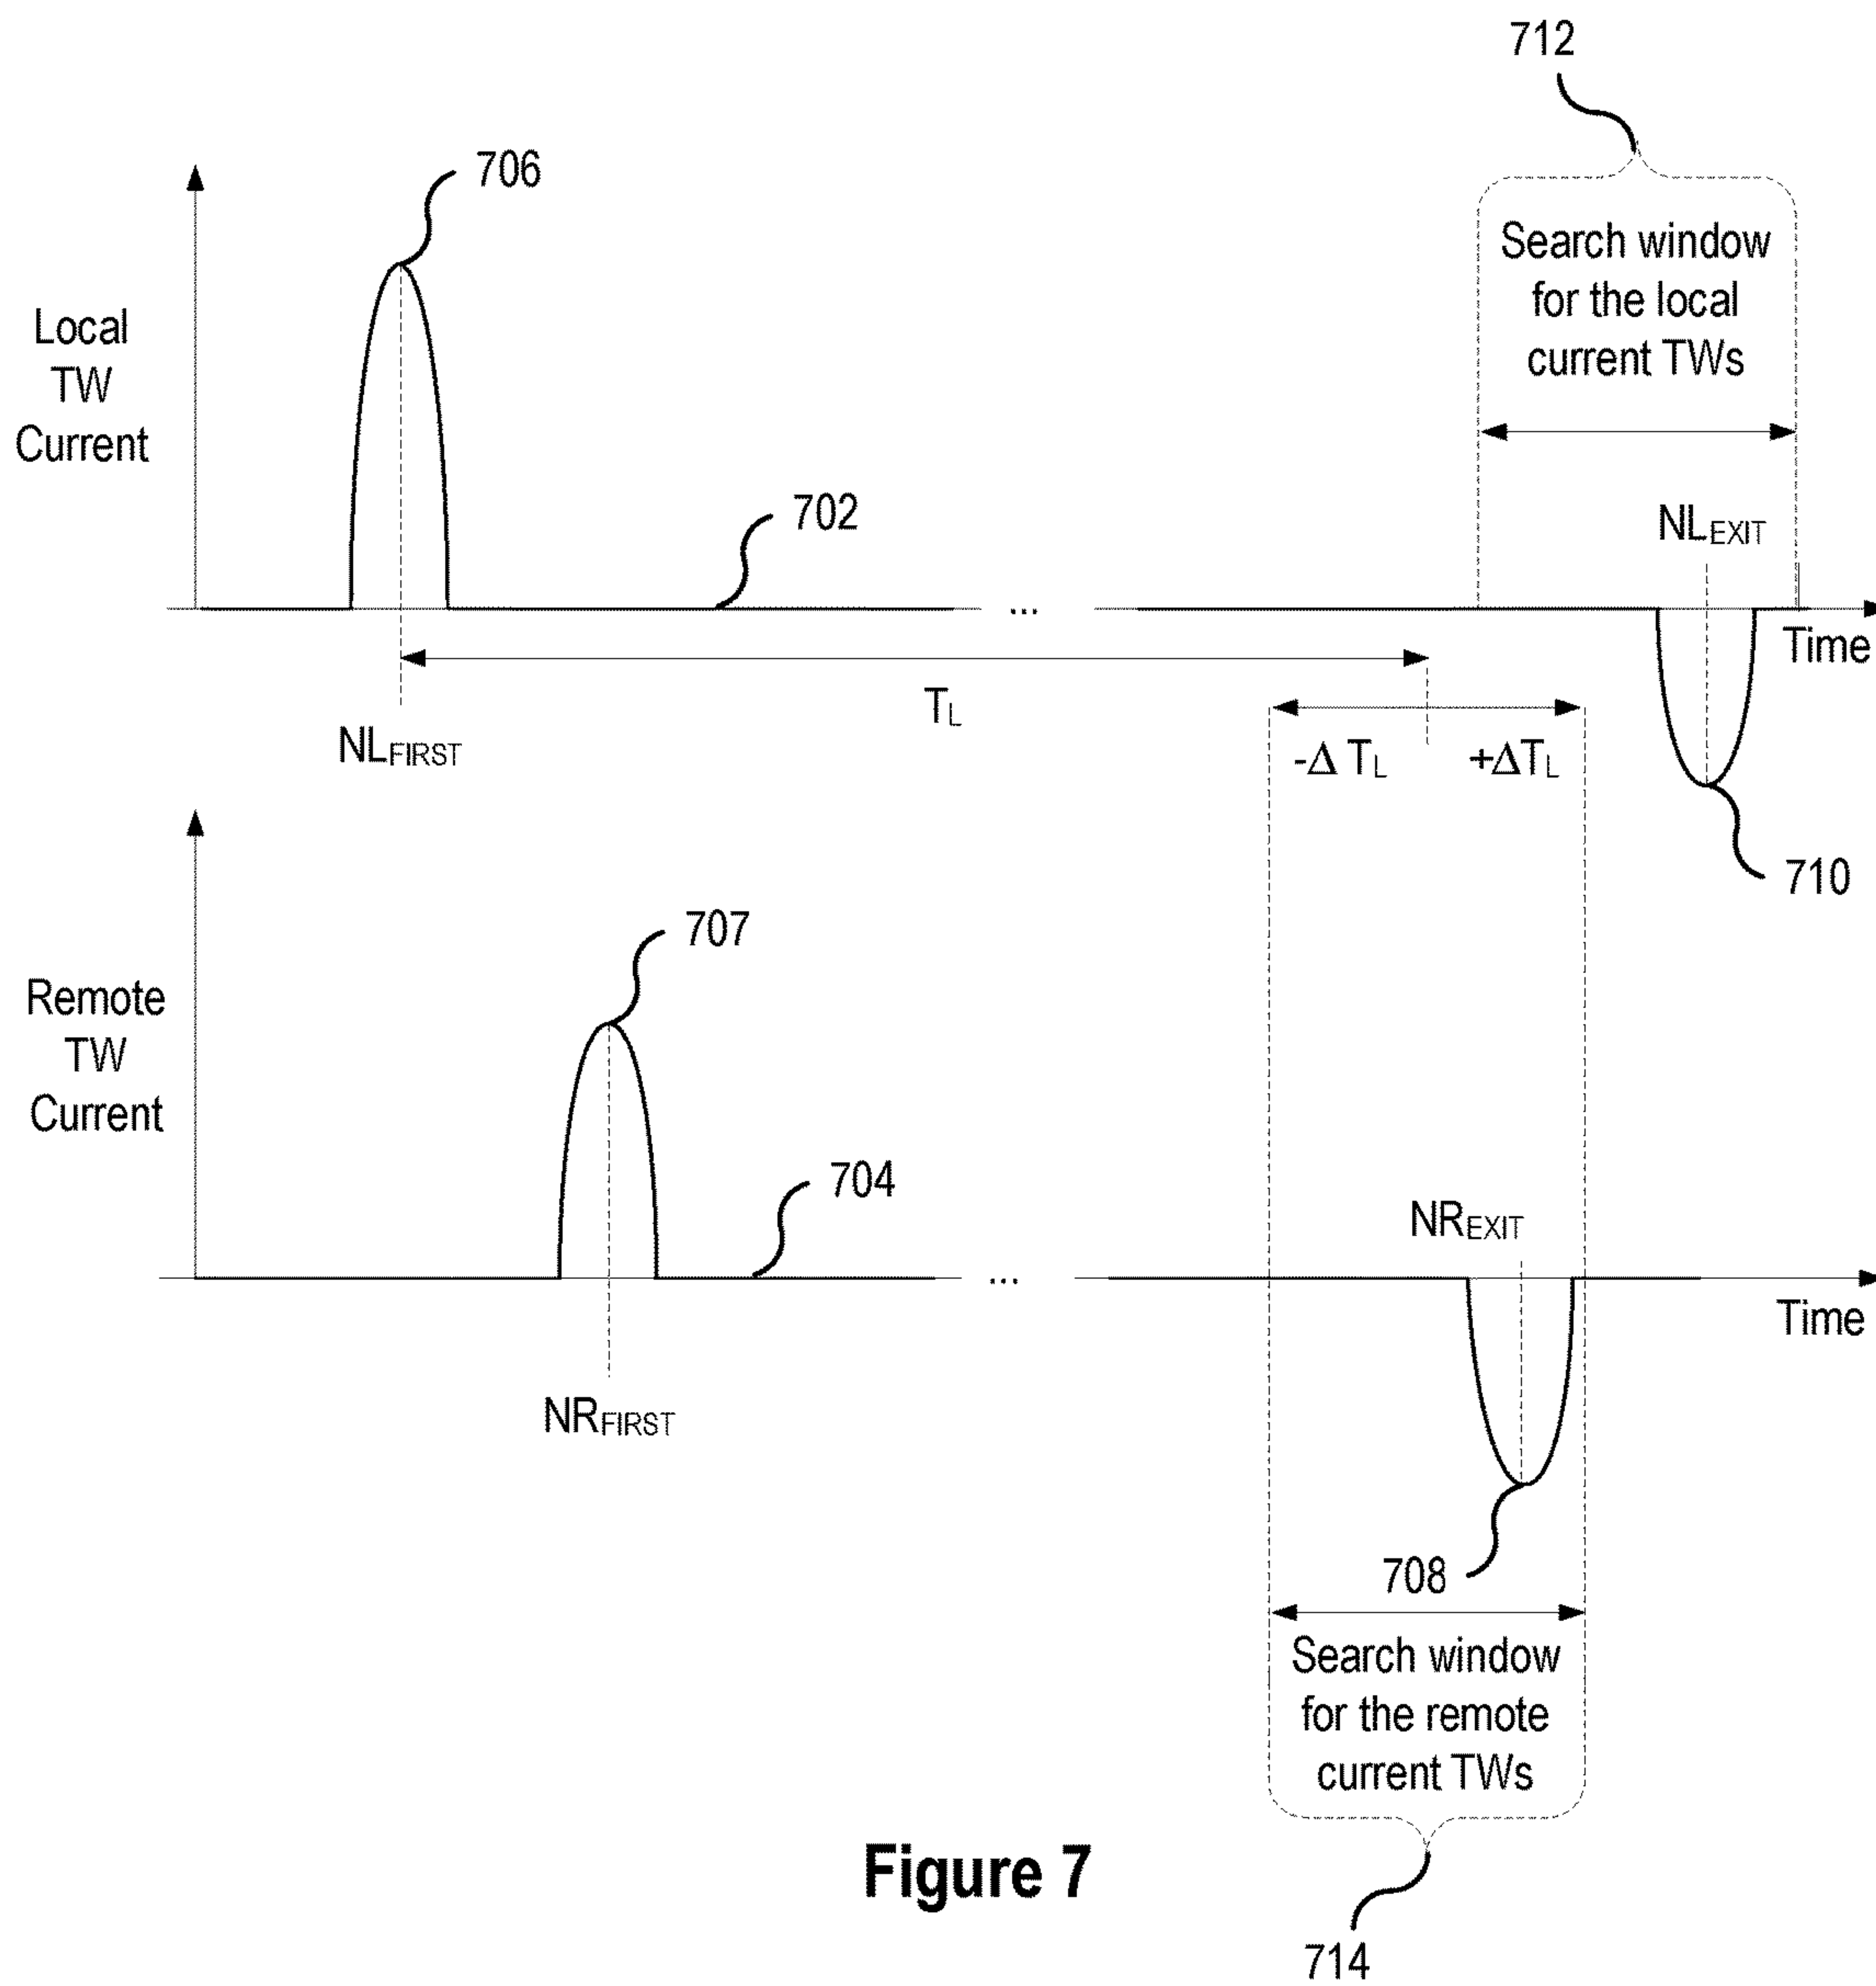 712
706
Search window
for the local
current TWs
Local
TW
Current
702
NLEXIT
...
Time
TL
NLFIRST
-Δ TL
+ΔTL
710
707
Remote
TW
Current
704
NREXIT
...
Time
NRFIRST
708
Search window
for the remote
current TWs
Figure 7
714